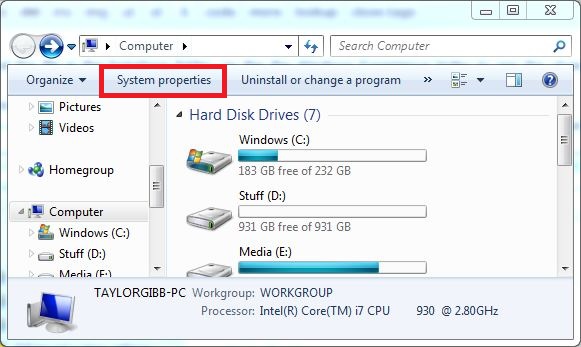 Computer
Search Computer
Organize System properties Uninstall or change a program »
Pictures
Videos
Homegroup
Computer
Windows (C:)
Stuff (D:)
Media (E:)
Hard Disk Drives (7)
Windows (C:)
183 GB free of 232 GB
Stuff (D:)
931 GB free of 931 GB
Media (E:)
TAYLORGIBB-PC Workgroup: WORKGROUP
Processor: Intel(R) Core(TM) i7 CPU 930 @ 2.80GHz